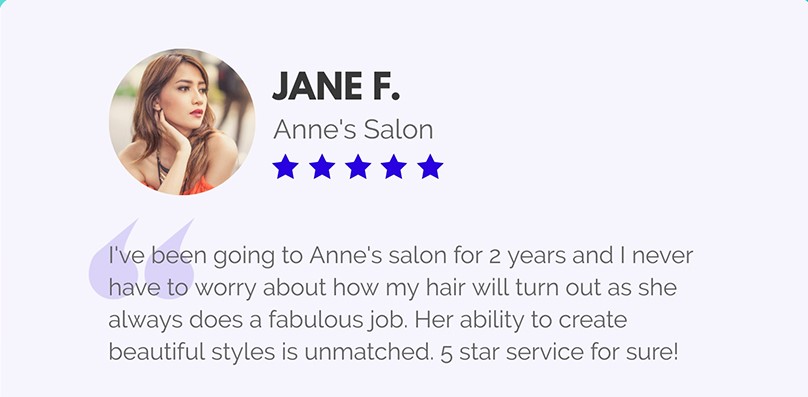 JANE F.
Anne's Salon
I've been going to Anne's salon for 2 years and I never
have to worry about how my hair will turn out as she
always does a fabulous job. Her ability to create
beautiful styles is unmatched. 5 star service for sure!